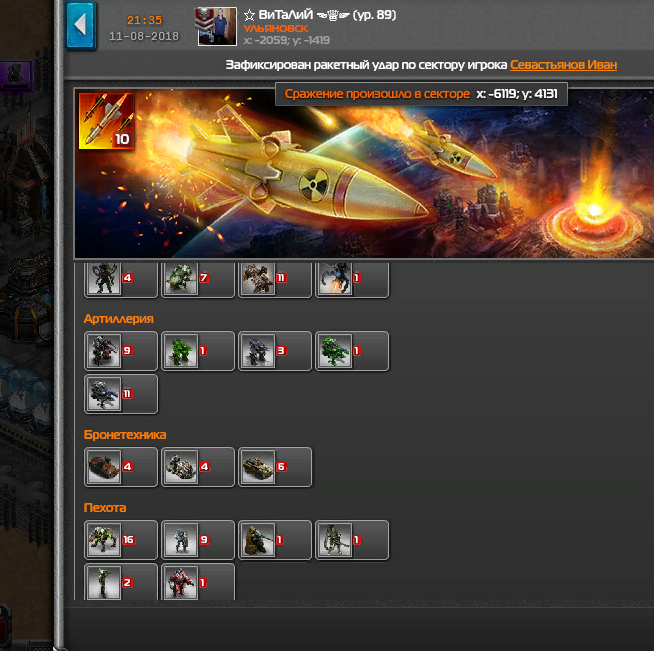 21:35
11-08-2018
☆ ВиТаЛиЙ ☜♕☛ (ур. 89)
УЛЬЯНОВСК
x: -2059; y: -1419
Зафиксирован ракетный удар по сектору игрока Севастьянов Иван
Сражение произошло в секторе x: -6119; y: 4131
10
4 7 11 1
Артиллерия
9 1 3 1
11
Бронетехника
4 4 6
Пехота
16 9 1 1
2 1